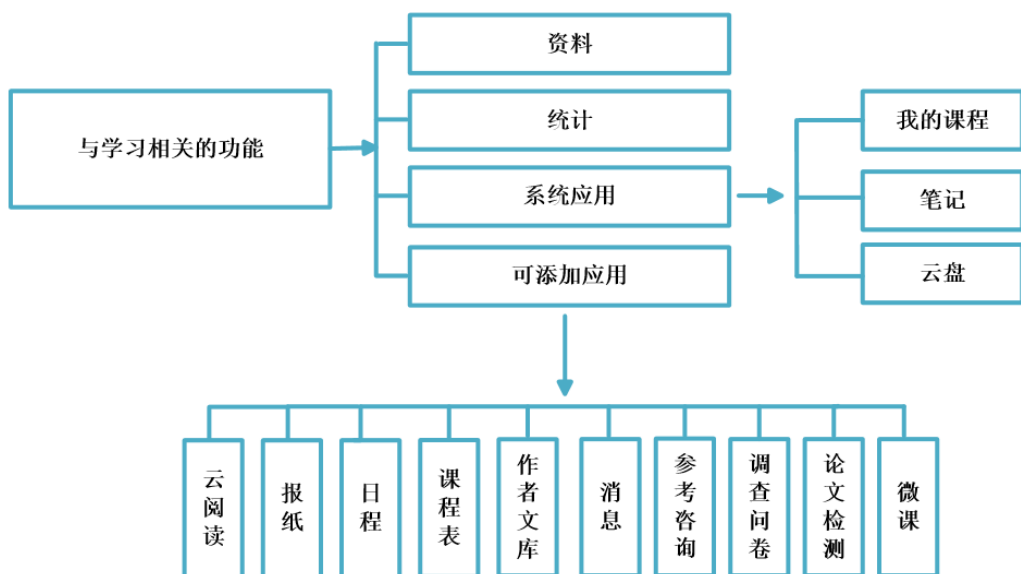 资料
与学习相关的功能
统计
系统应用
可添加应用
我的课程
笔记
云盘
云阅读
报纸
日程
课程表
作者文库
消息
参考咨询
调查问卷
论文检测
微课